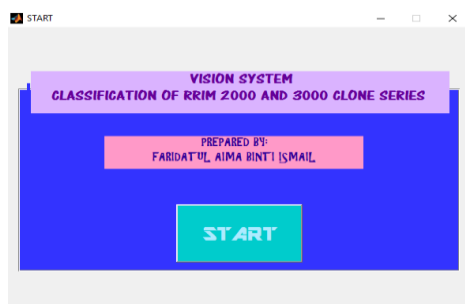 START
VISION SYSTEM
CLASSIFICATION OF RRIM 2000 AND 3000 CLONE SERIES
PREPARED BY:
FARIDATUL AIMA BINTI ISMAIL
START